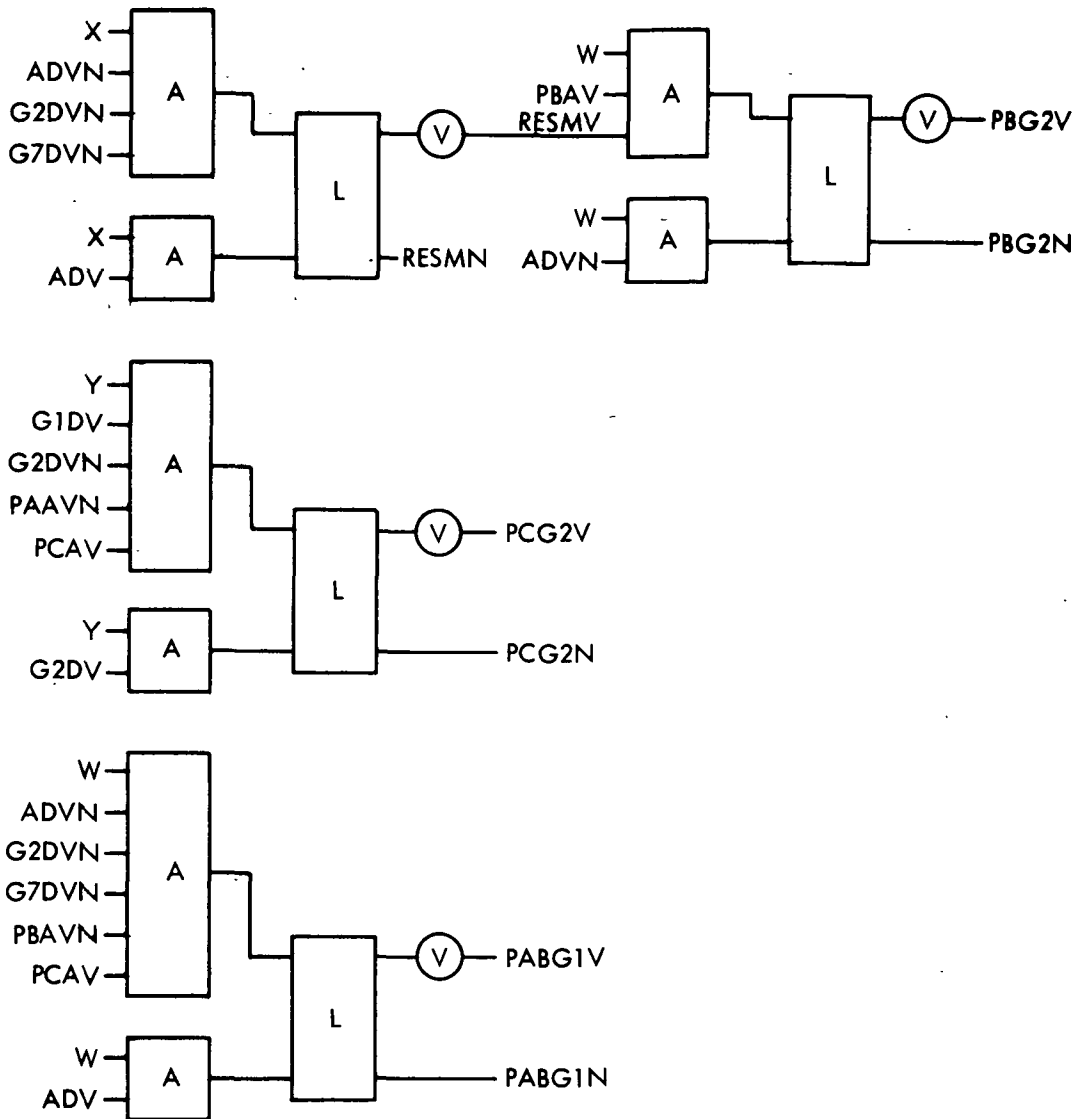 X
ADVN
G2DVN
G7DVN
A
X
ADV
A
L
V
RESMN
W
PBAV
RESMV
A
W
ADVN
A
L
V
PBG2V
PBG2N
Y
G1DV
G2DVN
PAAVN
PCAV
A
Y
G2DV
A
L
V
PCG2V
PCG2N
W
ADVN
G2DVN
G7DVN
PBAVN
PCAV
A
W
ADV
A
L
V
PABG1V
PABG1N